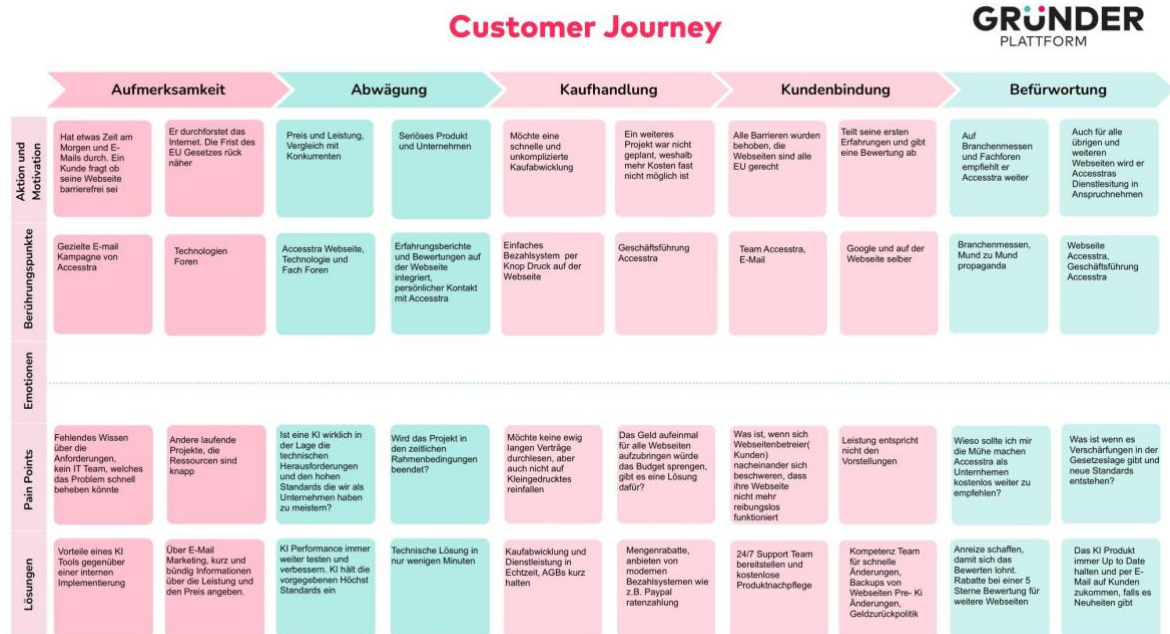 Customer Journey
GRÜNDER
PLATTFORM
Aufmerksamkeit
Abwägung
Kaufhandlung
Kundenbindung
Befürwortung
Aktion und
Motivation
Hat etwas Zeit am
Morgen und E-
Mails durch. Ein
Kunde fragt ob
seine Webseite
barrierefrei sei
Er durchforstet das
Internet. Die Frist des
EU Gesetzes rück
näher
Preis und Leistung,
Vergleich mit
Konkurrenten
Seriöses Produkt
und Unternehmen
Möchte eine
schnelle und
unkomplizierte
Kaufabwicklung
Ein weiteres
Projekt war nicht
geplant, weshalb
mehr Kosten fast
nicht möglich ist
Alle Barrieren wurden
behoben, die
Webseiten sind alle
EU gerecht
Teilt seine ersten
Erfahrungen und gibt
eine Bewertung ab
Auf
Branchenmessen
und Fachforen
empfiehlt er
Accesstra weiter
Auch für alle
übrigen und
weiteren
Webseiten wird er
Accesstras
Dienstlesitung in
Anspruchnehmen
Berührungspunkte
Gezielte E-mail
Kampagne von
Accesstra
Technologien
Foren
Accesstra Webseite,
Technologie und
Fach Foren
Erfahrungsberichte
und Bewertungen auf
der Webseite
integriert,
persönlicher Kontakt
mit Accesstra
Einfaches
Bezahlsystem per
Knop Druck auf der
Webseite
Geschäftsführung
Accesstra
Team Accesstra,
E-Mail
Google und auf der
Webseite selber
Branchenmessen,
Mund zu Mund
propaganda
Webseite
Accesstra,
Geschäftsführung
Accesstra
Emotionen
Pain Points
Fehlendes Wissen
über die
Anforderungen,
kein IT Team, welches
das Problem schnell
beheben könnte
Andere laufende
Projekte, die
Ressourcen sind
knapp
Ist eine KI wirklich in
der Lage die
technischen
Herausforderungen
und den hohen
Standards die wir als
Unternehmen haben
zu meistern?
Wird das Projekt in
den zeitlichen
Rahmenbedingungen
beendet?
Möchte keine ewig
langen Verträge
durchlesen, aber
auch nicht auf
Kleingedrucktes
reinfallen
Das Geld aufeinmal
für alle Webseiten
aufzubringen würde
das Budget sprengen,
gibt es eine Lösung
dafür?
Was ist, wenn sich
Webseitenbetreier(
Kunden)
nacheinander sich
beschweren, dass
ihre Webseite
nicht mehr
reibungslos
funktioniert
Leistung entspricht
nicht den
Vorstellungen
Wieso sollte ich mir
die Mühe machen
Accesstra als
Unternhemen
kostenlos weiter zu
empfehlen?
Was ist wenn es
Verschärfungen in der
Gesetzeslage gibt und
neue Standards
entstehen?
Lösungen
Vorteile eines KI
Tools gegenüber
einer internen
Implementierung
Über E-Mail
Marketing, kurz und
bündig Informationen
über die Leistung und
den Preis angeben.
KI Performance immer
weiter testen und
verbessern. KI hält die
vorgegebenen Höchst
Standards ein
Technische Lösung in
nur wenigen Minuten
Kaufabwicklung und
Dienstleistung in
Echtzeit, AGBs kurz
halten
Mengenrabatte,
anbieten von
modernen
Bezahlsystemen wie
z.B. Paypal
ratenzahlung
24/7 Support Team
bereitstellen und
kostenlose
Produktnachpflege
Kompetenz Team
für schnelle
Änderungen,
Backups von
Webseiten Pre- Ki
Änderungen,
Geldzurückpolitik
Anreize schaffen,
damit sich das
Bewerten lohnt.
Rabatte bei einer 5
Sterne Bewertung für
weitere Webseiten
Das KI Produkt
immer Up to Date
halten und per E-
Mail auf Kunden
zukommen, falls es
Neuheiten gibt